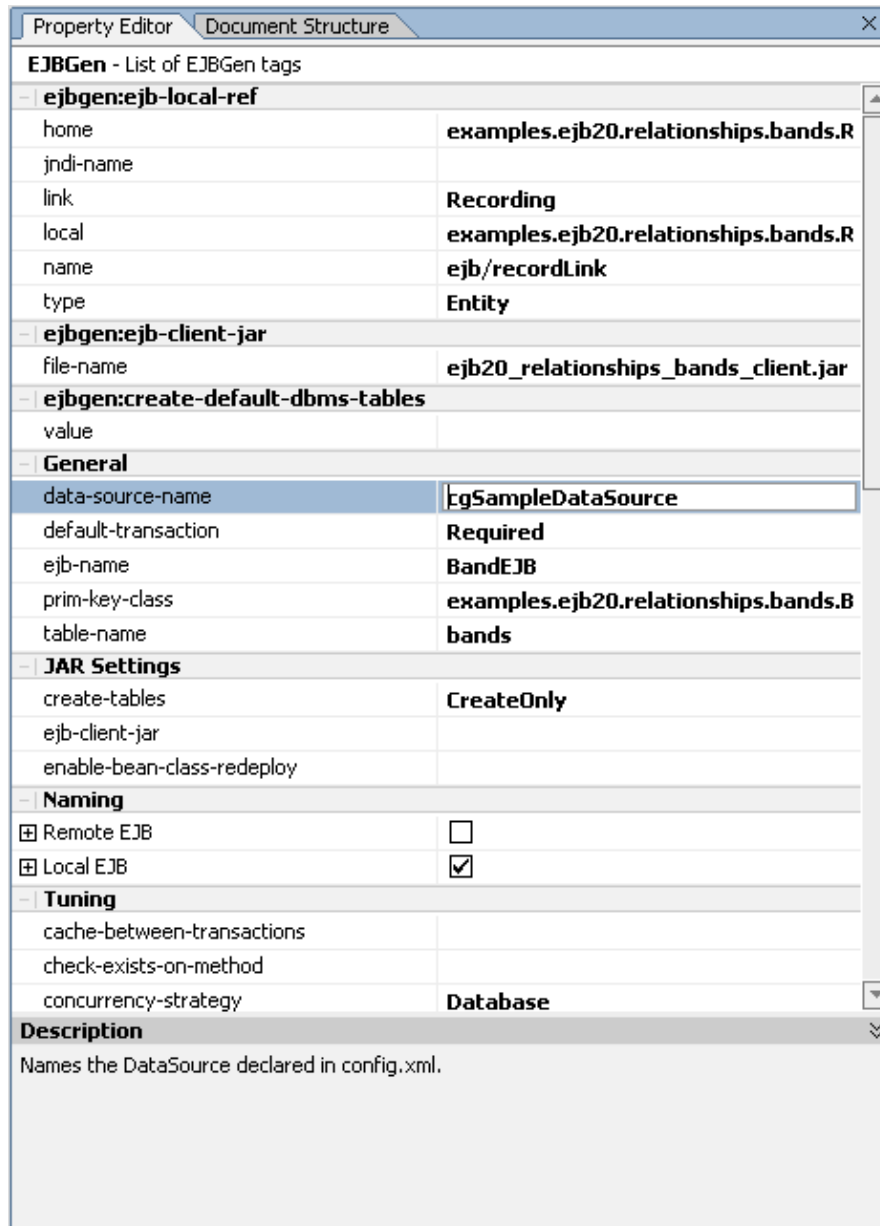 Property Editor Document Structure
EJBGen - List of EJBGen tags
ejbgen:ejb-local-ref
home examples.ejb20.relationships.bands.R
jndi-name
link Recording
local examples.ejb20.relationships.bands.R
name ejb/recordLink
type Entity
ejbgen:ejb-client-jar
file-name ejb20_relationships_bands_client.jar
ejbgen:create-default-dbms-tables
value
General
data-source-name cgSampleDataSource
default-transaction Required
ejb-name BandEJB
prim-key-class examples.ejb20.relationships.bands.B
table-name bands
JAR Settings
create-tables CreateOnly
ejb-client-jar
enable-bean-class-redeploy
Naming
Remote EJB
Local EJB
Tuning
cache-between-transactions
check-exists-on-method
concurrency-strategy Database
Description
Names the DataSource declared in config.xml.